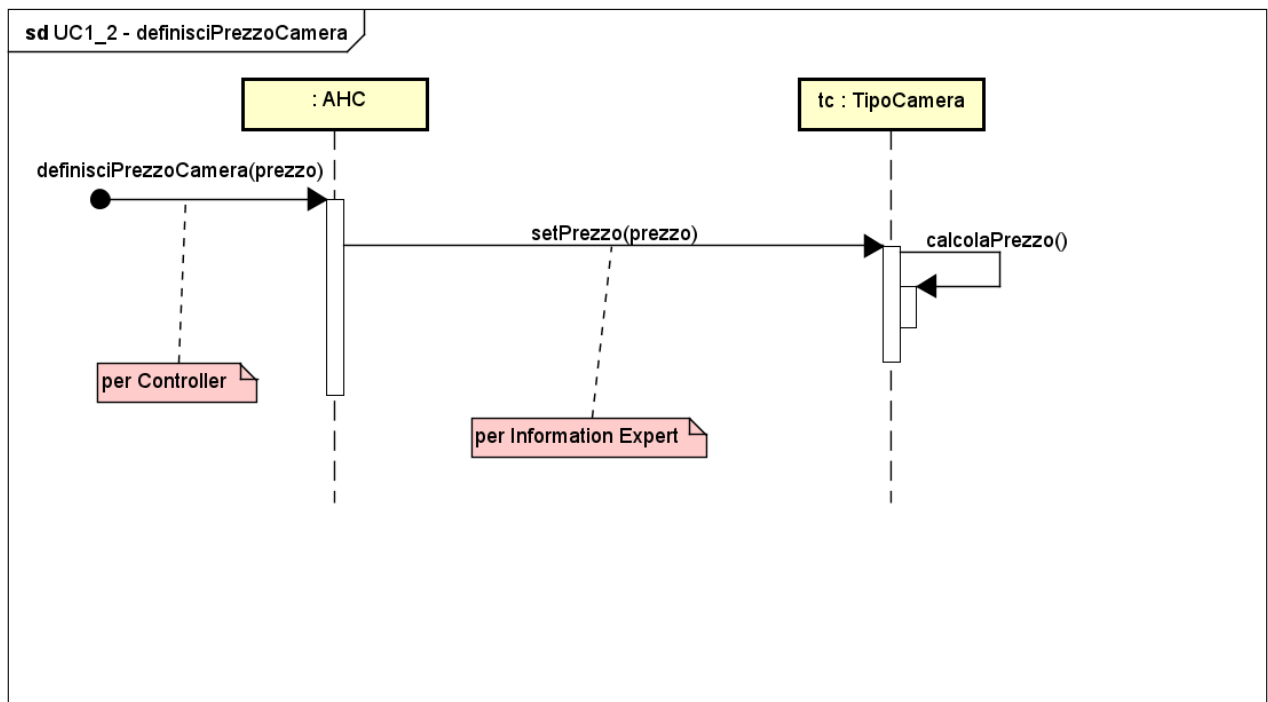 sd UC1_2 - definisciPrezzoCamera
: AHC
tc : TipoCamera
definisciPrezzoCamera(prezzo)
setPrezzo(prezzo)
calcolaPrezzo()
per Controller
per Information Expert